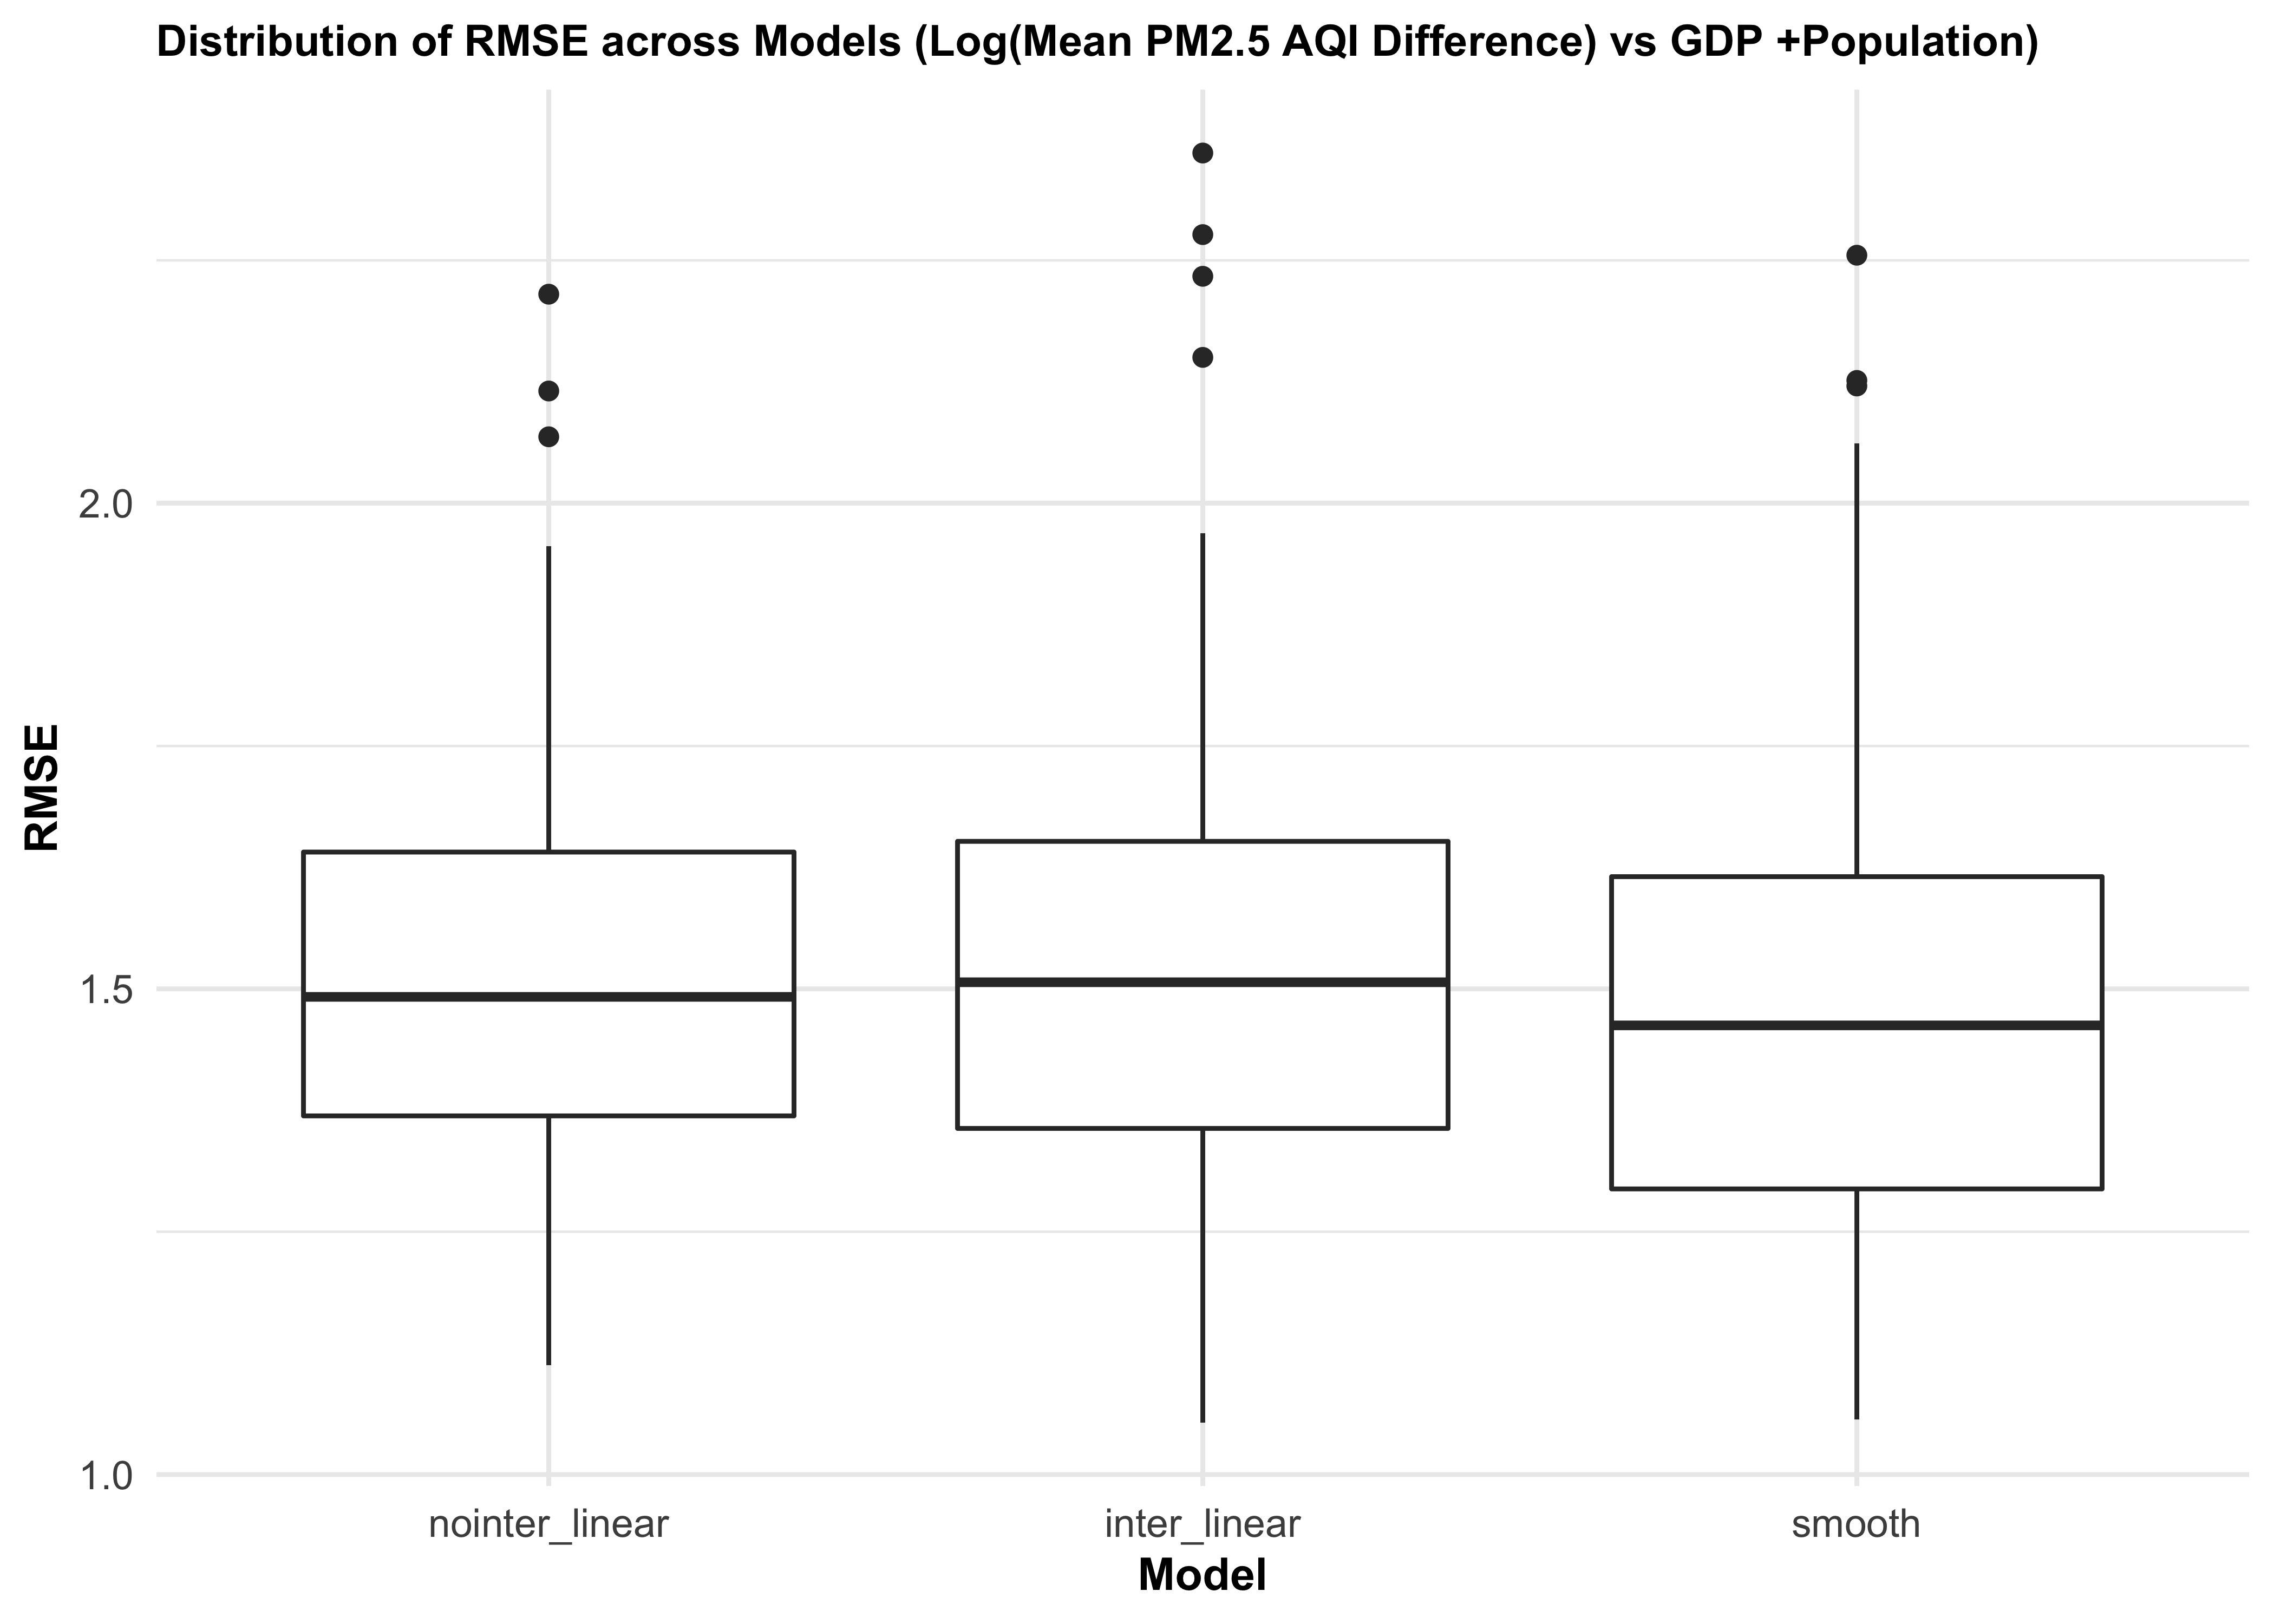 Distribution of RMSE across Models (Log(Mean PM2.5 AQI Difference) vs GDP +Population)
RMSE
2.0
1.5
1.0
nointer_linear inter_linear smooth
Model